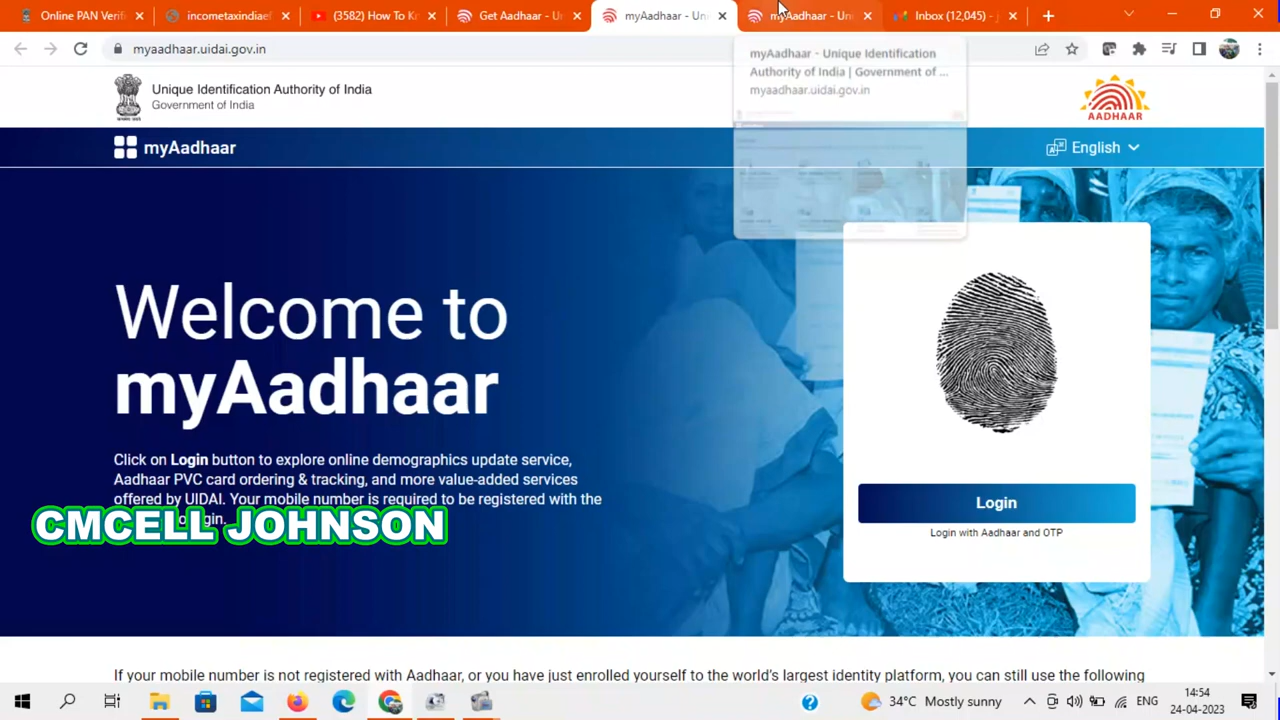 Online PAN Verifi
incometaxindiaef
(3582) How To Kn
Get Aadhaar - Un
myAadhaar - Uni
myAadhaar - Uni
Inbox (12,045) - j
myaadhaar.uidai.gov.in
myAadhaar - Unique Identification
Authority of India | Government of ...
myaadhaar.uidai.gov.in
Unique Identification Authority of India
Government of India
AADHAAR
myAadhaar
English
Welcome to
myAadhaar
Click on Login button to explore online demographics update service,
Aadhaar PVC card ordering & tracking, and more value-added services
offered by UIDAI. Your mobile number is required to be registered with the
CMCELL JOHNSON
Login
Login with Aadhaar and OTP
If your mobile number is not registered with Aadhaar, or you have just enrolled yourself to the world's largest identity platform, you can still use the following
34°C Mostly sunny
ENG
14:54
24-04-2023